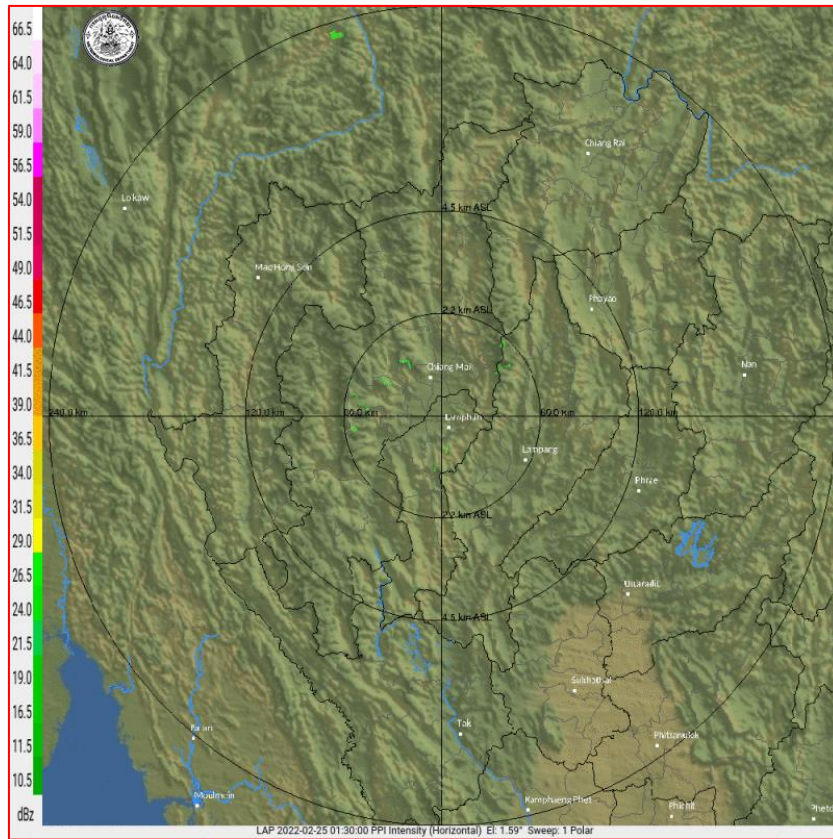 66.5
64.0
61.5
59.0
56.5
54.0
51.5
49.0
46.5
44.0
41.5
39.0
36.5
34.0
31.5
29.0
26.5
24.0
21.5
19.0
16.5
14.0
11.5
10.5
dBz
Chiang Rai
Loikaw
4.5 km ASL
Mae Hong Son
Phayao
2.2 km ASL
Chiang Mai
Nan
240.0 km
120.0 km
60.0 km
60.0 km
120.0 km
Lamphun
Lampang
Phrae
2.2 km ASL
Uttaradit
4.5 km ASL
Sukhothai
Tak
Phitsanulok
Pa'an
Moulmein
Kamphaeng Phet
Phichit
LAP 2022-02-25 01:30:00 PPI Intensity (Horizontal) El: 1.59° Sweep: 1 Polar